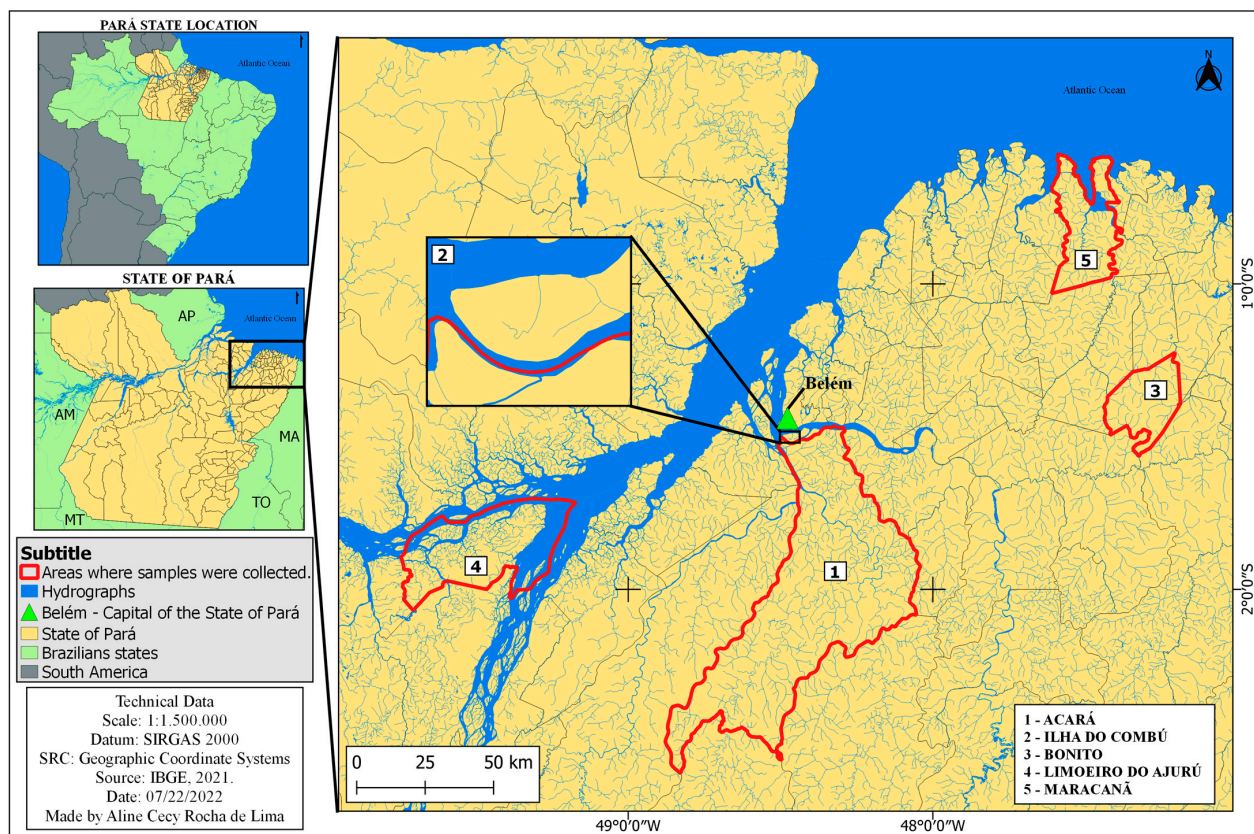 PARÁ STATE LOCATION
Atlantic Ocean
STATE OF PARÁ
AP
Atlantic Ocean
AM
MA
TO
MT
Subtitle
Areas where samples were collected.
Hydrographs
Belém - Capital of the State of Pará
State of Pará
Brazilians states
South America
Technical Data
Scale: 1:1.500.000
Datum: SIRGAS 2000
SRC: Geographic Coordinate Systems
Source: IBGE, 2021.
Date: 07/22/2022
Made by Aline Cecy Rocha de Lima
N
Atlantic Ocean
2
5
Belém
3
4
1
1°0'0"S
2°0'0"S
0 25 50 km
1 - ACARÁ
2 - ILHA DO COMBÚ
3 - BONITO
4 - LIMOEIRO DO AJURÚ
5 - MARACANÃ
49°0'0"W
48°0'0"W